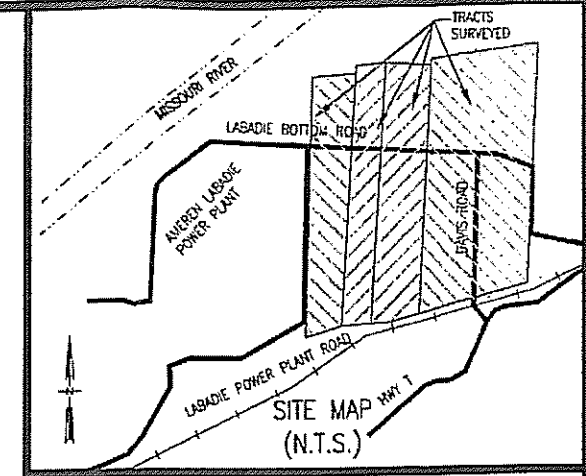 TRACTS
SURVEYED
MISSOURI RIVER
LABADIE BOTTOM ROAD
AMEREN LABADIE
POWER PLANT
DAVIS ROAD
LABADIE POWER PLANT ROAD
HWY T
N
SITE MAP
(N.T.S.)